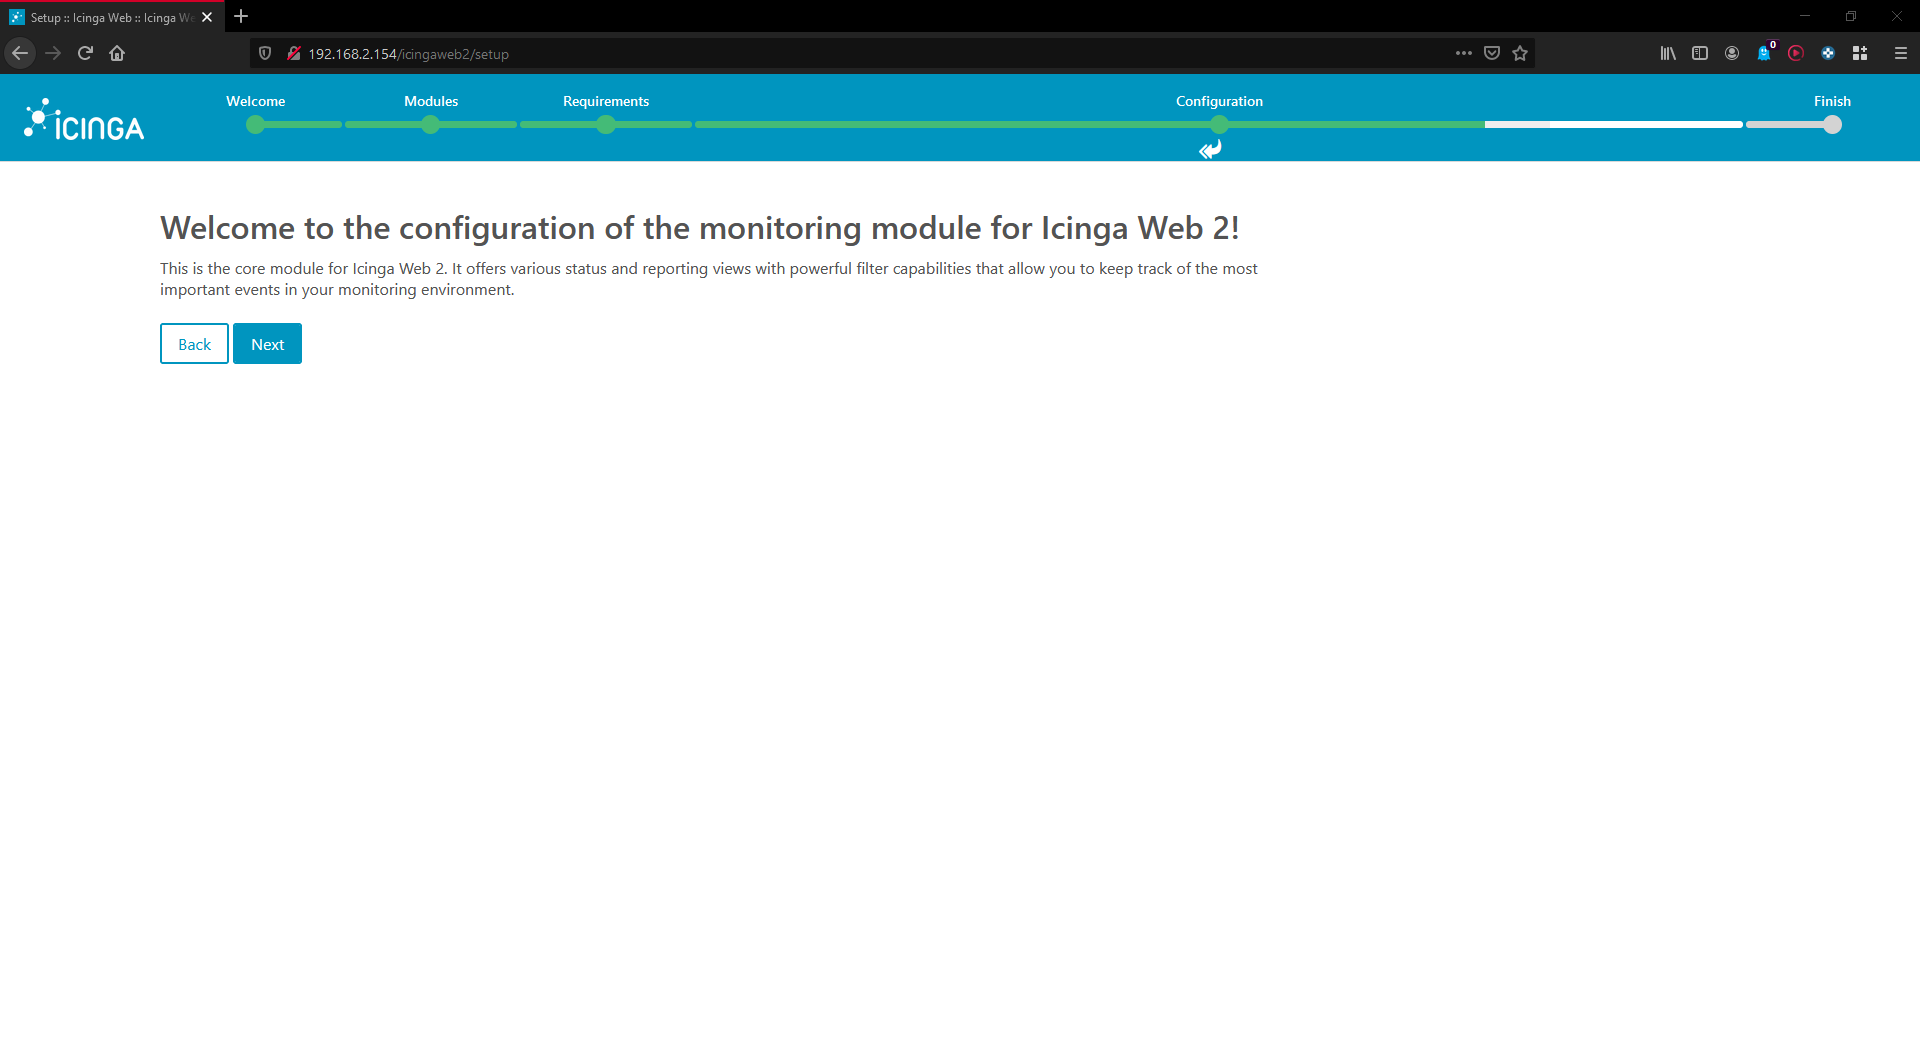 Setup :: Icinga Web :: Icinga We
192.168.2.154/icingaweb2/setup
0
ICINGA
Welcome
Modules
Requirements
Configuration
Finish
Welcome to the configuration of the monitoring module for Icinga Web 2!
This is the core module for Icinga Web 2. It offers various status and reporting views with powerful filter capabilities that allow you to keep track of the most
important events in your monitoring environment.
Back
Next